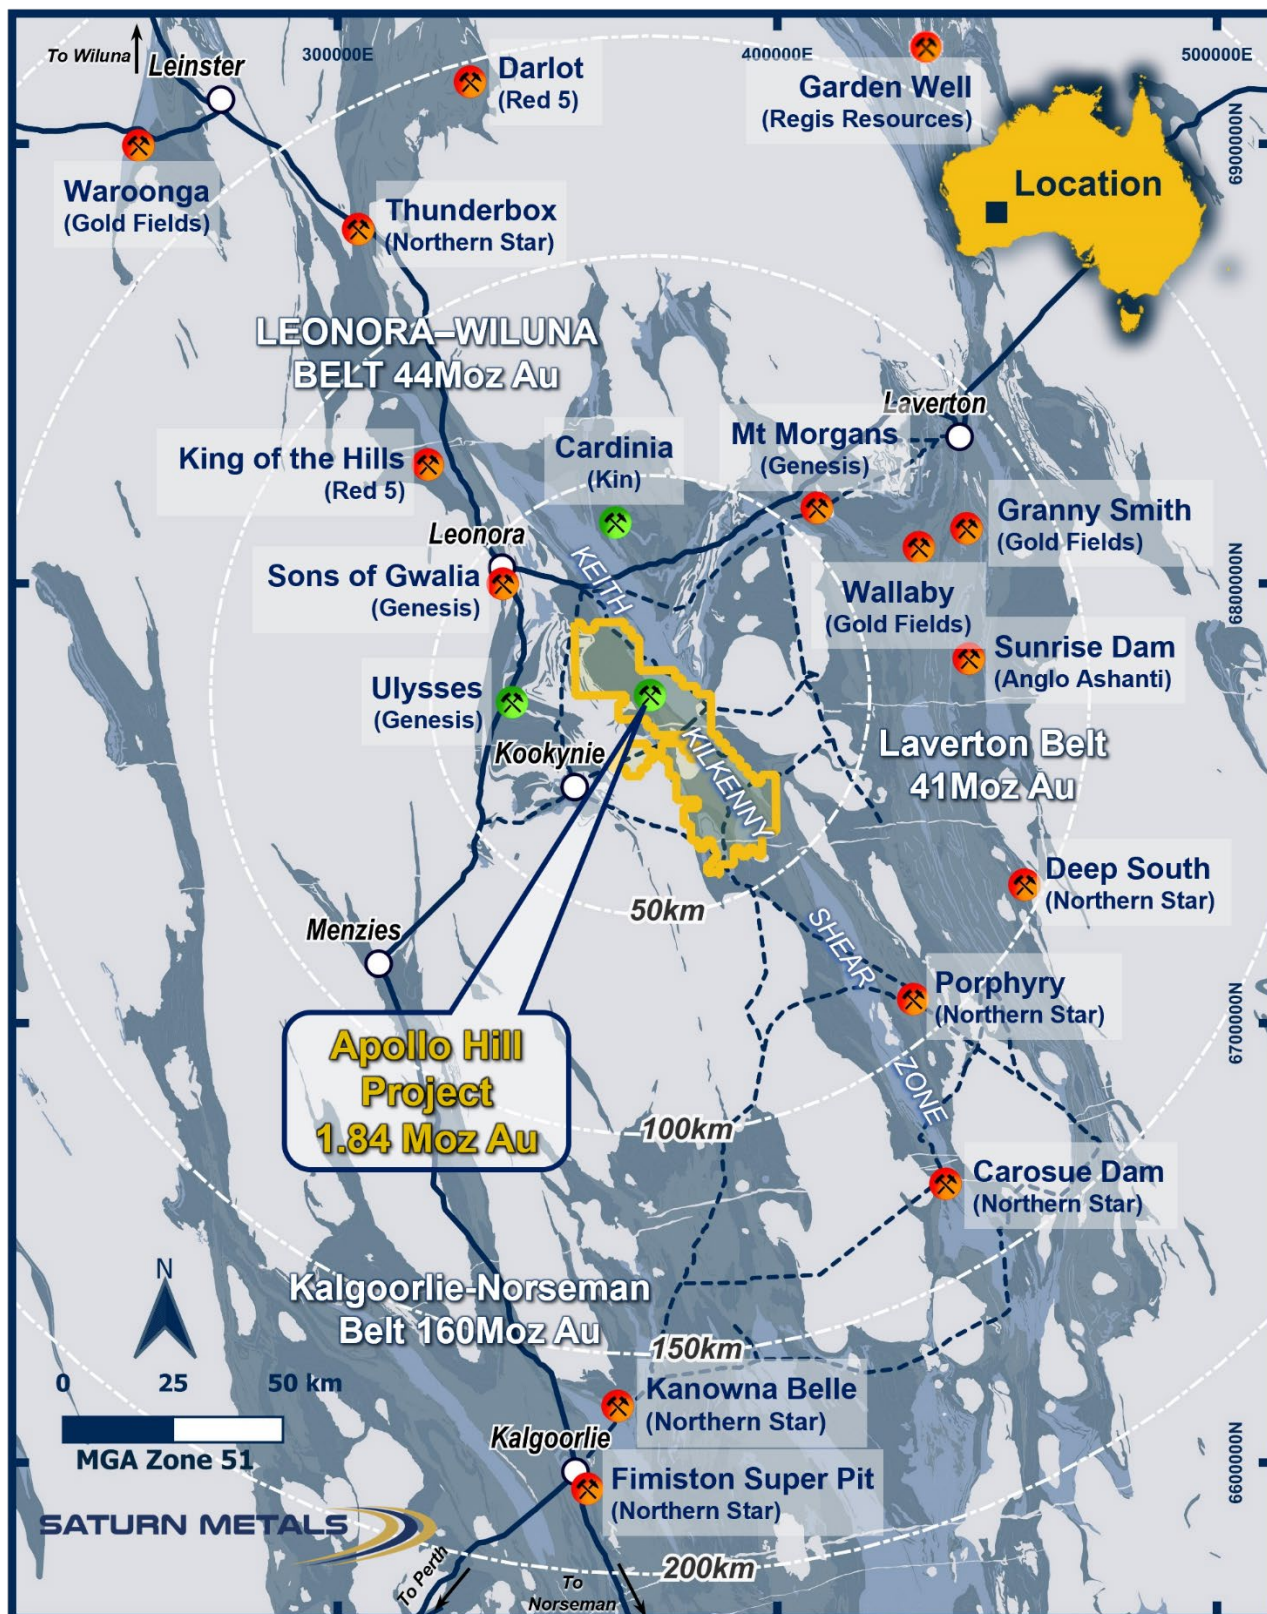 To Wiluna
Leinster
300000E
Darlot
(Red 5)
400000E
Garden Well
(Regis Resources)
500000E
6900000N
Location
Waroonga
(Gold Fields)
Thunderbox
(Northern Star)
LEONORA–WILUNA
BELT 44Moz Au
Laverton
King of the Hills
(Red 5)
Cardinia
(Kin)
Mt Morgans
(Genesis)
Granny Smith
(Gold Fields)
Leonora
Sons of Gwalia
(Genesis)
KEITH
Wallaby
(Gold Fields)
6800000N
Sunrise Dam
(Anglo Ashanti)
Ulysses
(Genesis)
Kookynie
KILKENNY
Laverton Belt
41Moz Au
Deep South
(Northern Star)
50km
Menzies
SHEAR
Porphyry
(Northern Star)
6700000N
Apollo Hill
Project
1.84 Moz Au
ZONE
100km
Carosue Dam
(Northern Star)
N
Kalgoorlie-Norseman
Belt 160Moz Au
150km
0 25 50 km
MGA Zone 51
Kanowna Belle
(Northern Star)
Kalgoorlie
Fimiston Super Pit
(Northern Star)
6600000N
SATURN METALS
200km
To Perth
To
Norseman